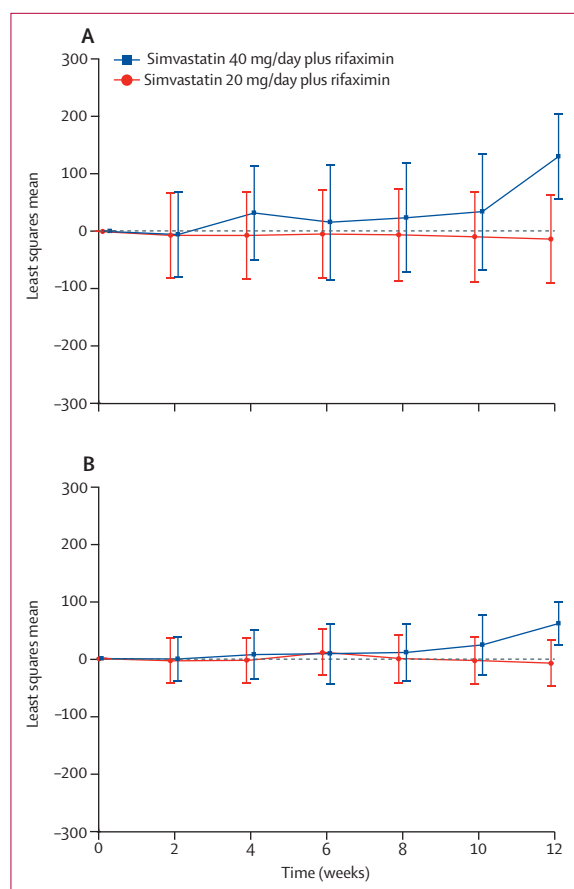 A
Simvastatin 40 mg/day plus rifaximin
Simvastatin 20 mg/day plus rifaximin
300
200
100
0
–100
–200
–300
Least squares mean
B
300
200
100
0
–100
–200
–300
Least squares mean
0 2 4 6 8 10 12
Time (weeks)